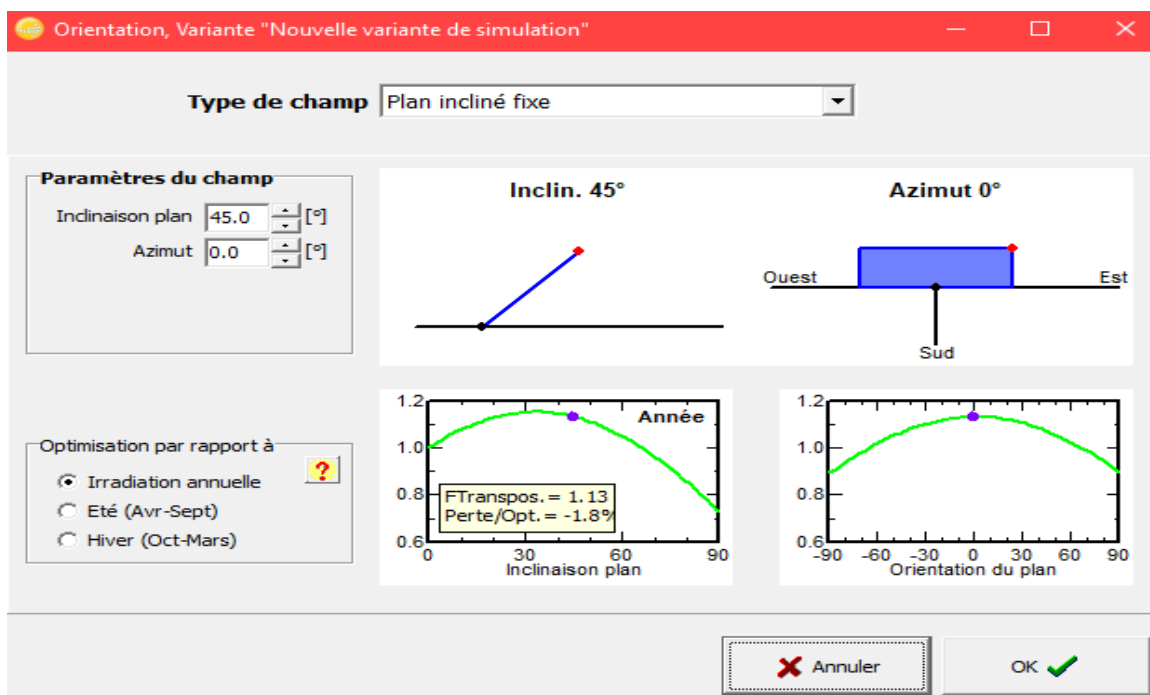 Orientation, Variante "Nouvelle variante de simulation"
Type de champ Plan incliné fixe
Paramètres du champ
Inclinaison plan 45.0 [°]
Azimut 0.0 [°]
Inclin. 45°
Azimut 0°
Ouest Est
Sud
Optimisation par rapport à
?
Irradiation annuelle
Eté (Avr-Sept)
Hiver (Oct-Mars)
Année
1.2
1.0
0.8
0.6
FTranspos.= 1.13
Perte/Opt.= -1.8%
0 30 60 90
Inclinaison plan
1.2
1.0
0.8
0.6
-90 -60 -30 0 30 60 90
Orientation du plan
Annuler OK